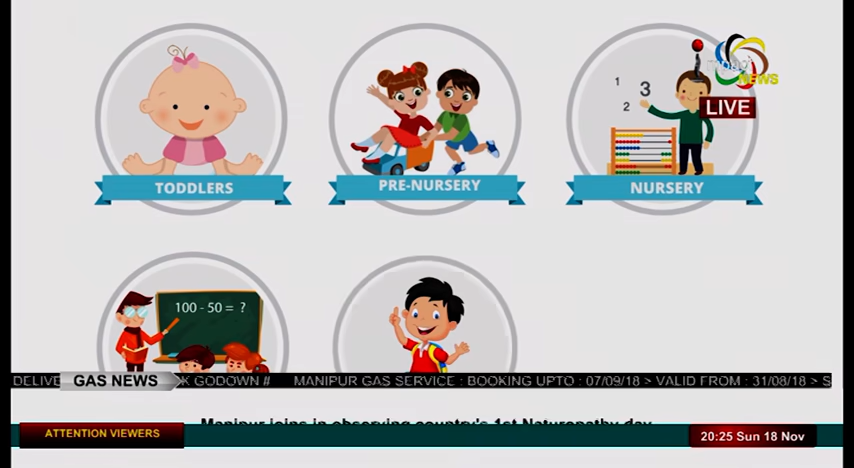 1
3
2
NEWS
LIVE
TODDLERS
PRE-NURSERY
NURSERY
100 - 50 = ?
DELIVE
GAS NEWS
K GODOWN # MANIPUR GAS SERVICE : BOOKING UPTO : 07/09/18 > VALID FROM : 31/08/18 > S
Manipur joins in observing country's 1st Naturopathy day
ATTENTION VIEWERS
20:25 Sun 18 Nov